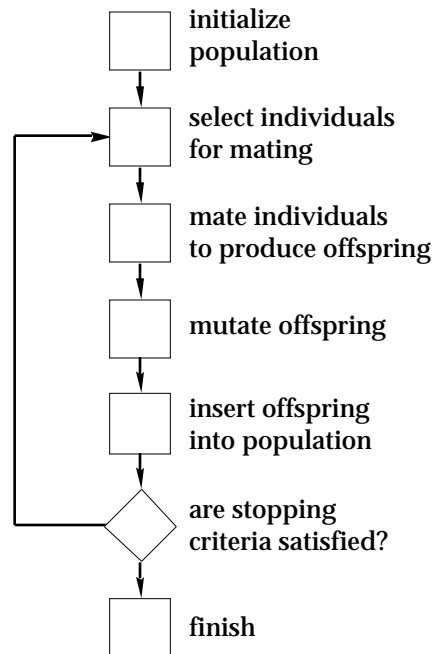 initialize
population
select individuals
for mating
mate individuals
to produce offspring
mutate offspring
insert offspring
into population
are stopping
criteria satisfied?
finish